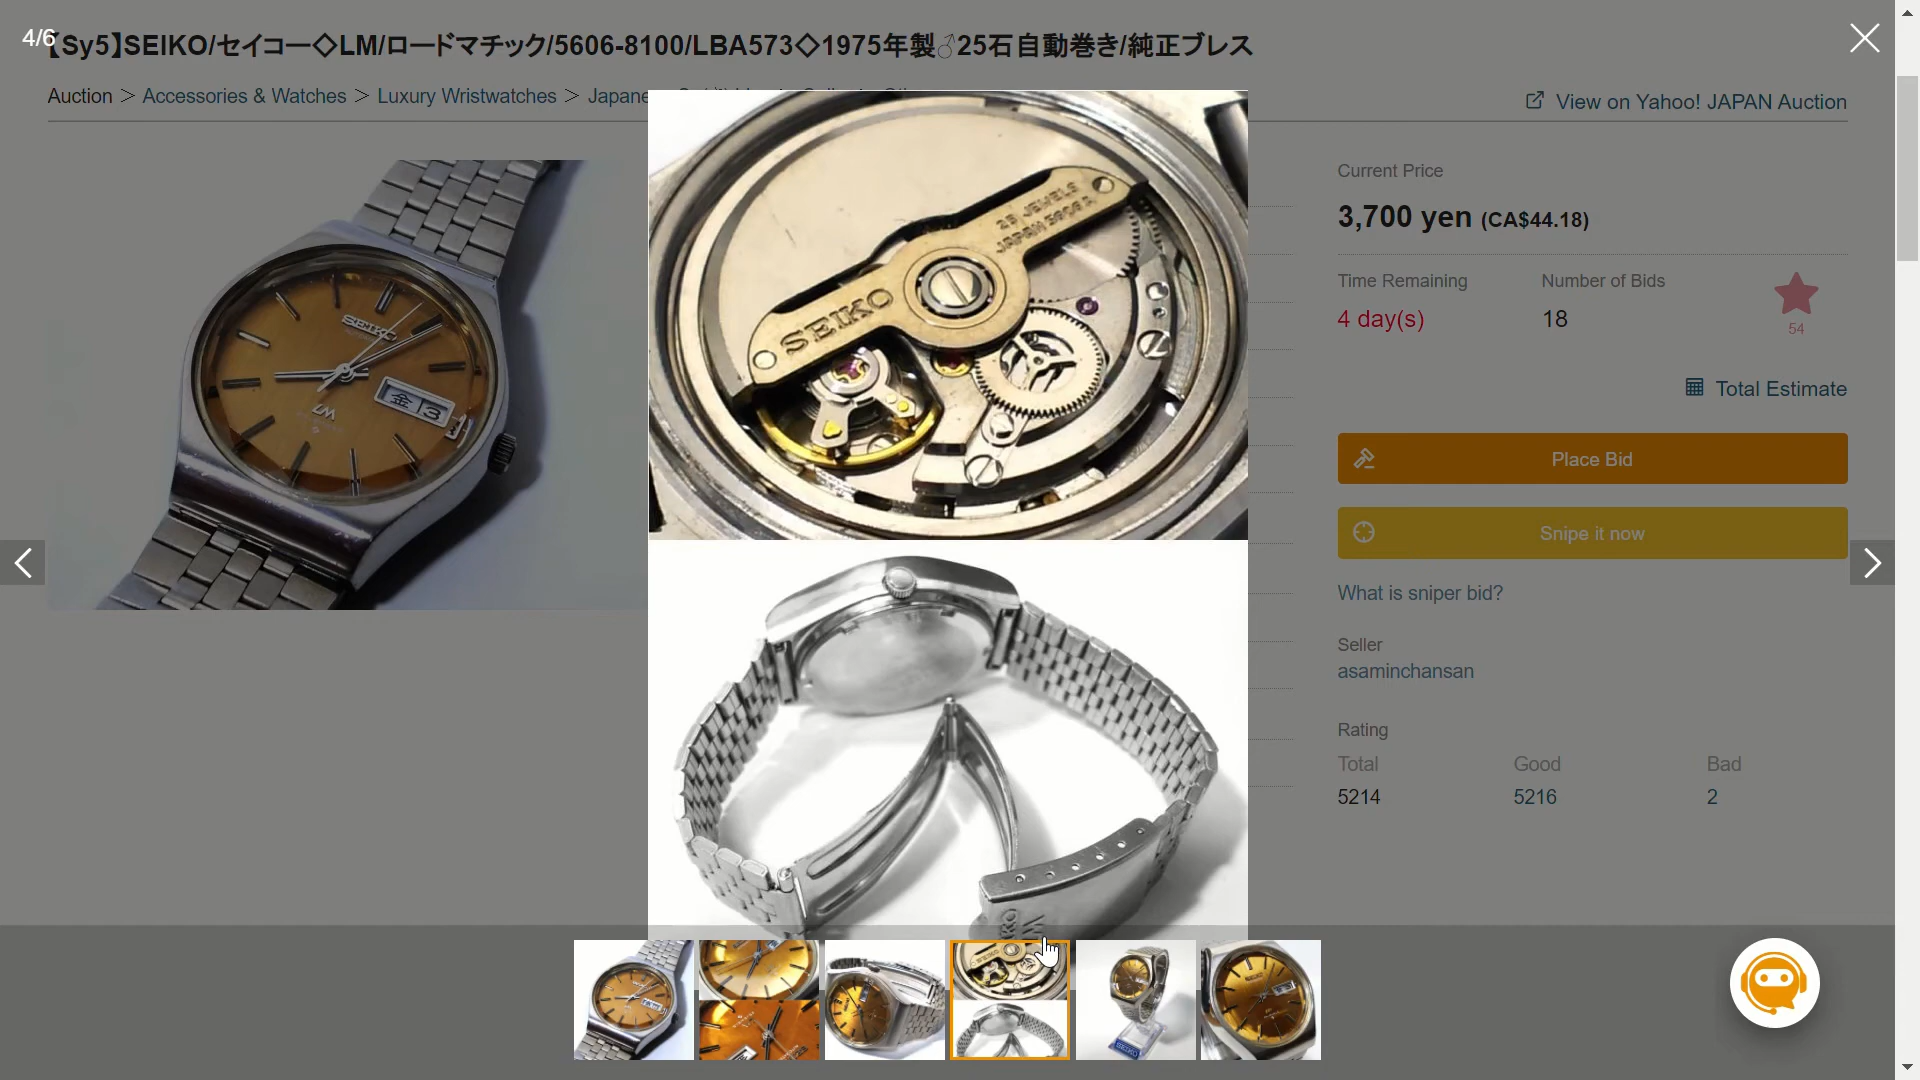 4/6
【Sy5】SEIKO/セイコー◇LM/ロードマチック/5606-8100/LBA573◇1975年製♂25石自動巻き/純正ブレス
Auction > Accessories & Watches > Luxury Wristwatches > Japane
View on Yahoo! JAPAN Auction
SEIKO
LM
金 3
25 JEWELS
JAPAN 5606A
SEIKO
Current Price
3,700 yen (CA$44.18)
Time Remaining
Number of Bids
4 day(s)
18
54
Total Estimate
Place Bid
Snipe it now
What is sniper bid?
Seller
asaminchansan
Rating
Total
Good
Bad
5214
5216
2
SEIKO
LM
SEIKO